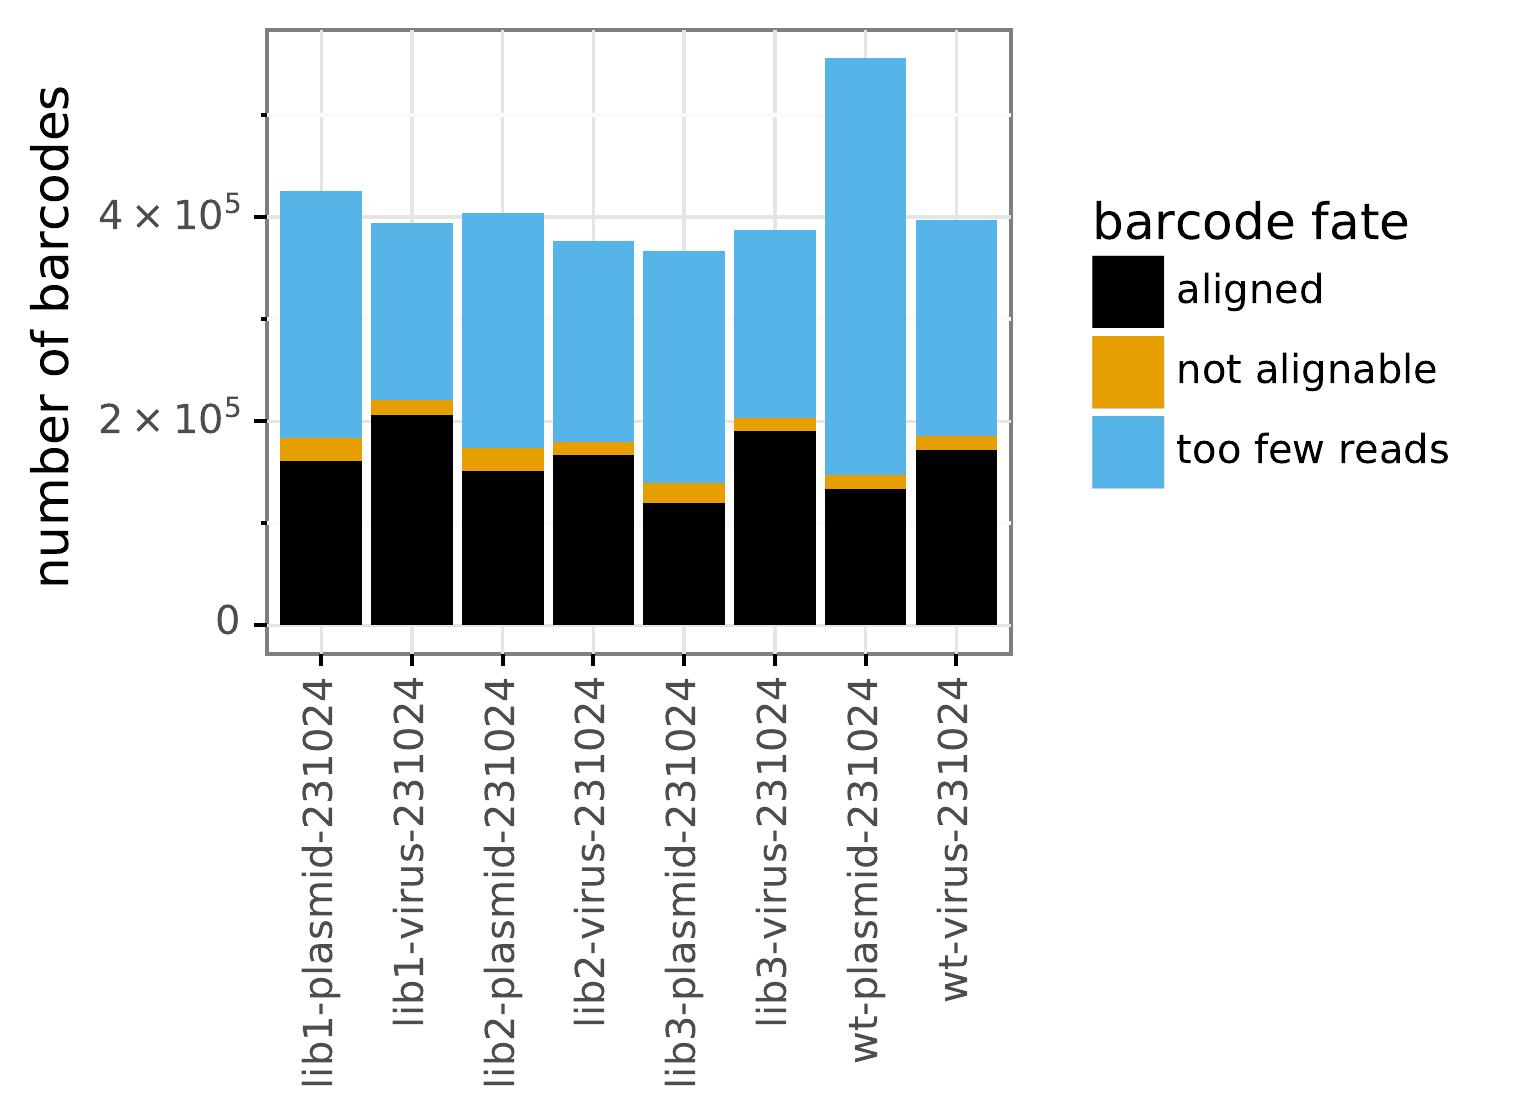 number of barcodes
4 × 10⁵
2 × 10⁵
0
lib1-plasmid-231024
lib1-virus-231024
lib2-plasmid-231024
lib2-virus-231024
lib3-plasmid-231024
lib3-virus-231024
wt-plasmid-231024
wt-virus-231024
barcode fate
aligned
not alignable
too few reads